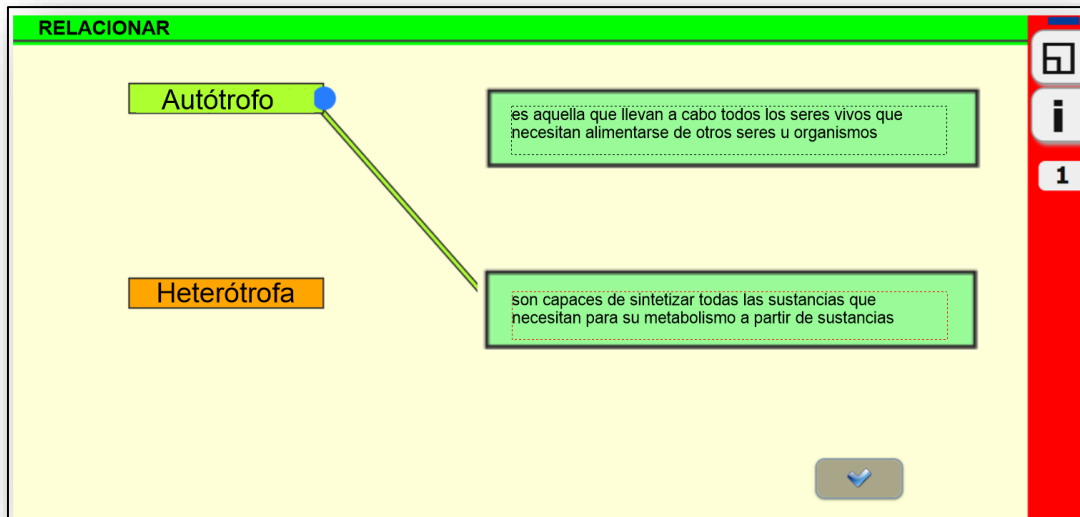 RELACIONAR
Autótrofo
es aquella que llevan a cabo todos los seres vivos que
necesitan alimentarse de otros seres u organismos
i
1
Heterótrofa
son capaces de sintetizar todas las sustancias que
necesitan para su metabolismo a partir de sustancias